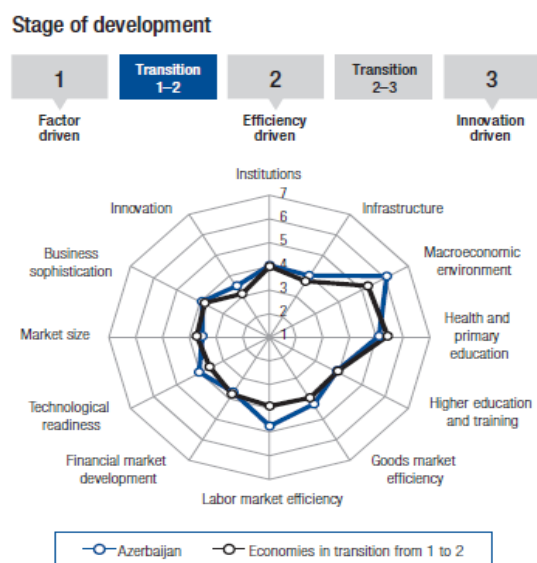 Stage of development
1
Transition
1–2
2
Transition
2–3
3
Factor
driven
Efficiency
driven
Innovation
driven
Institutions
Innovation
Infrastructure
Business
sophistication
Macroeconomic
environment
Market size
Health and
primary
education
Technological
readiness
Higher education
and training
Financial market
development
Goods market
efficiency
Labor market efficiency
7
6
5
4
3
2
1
Azerbaijan
Economies in transition from 1 to 2